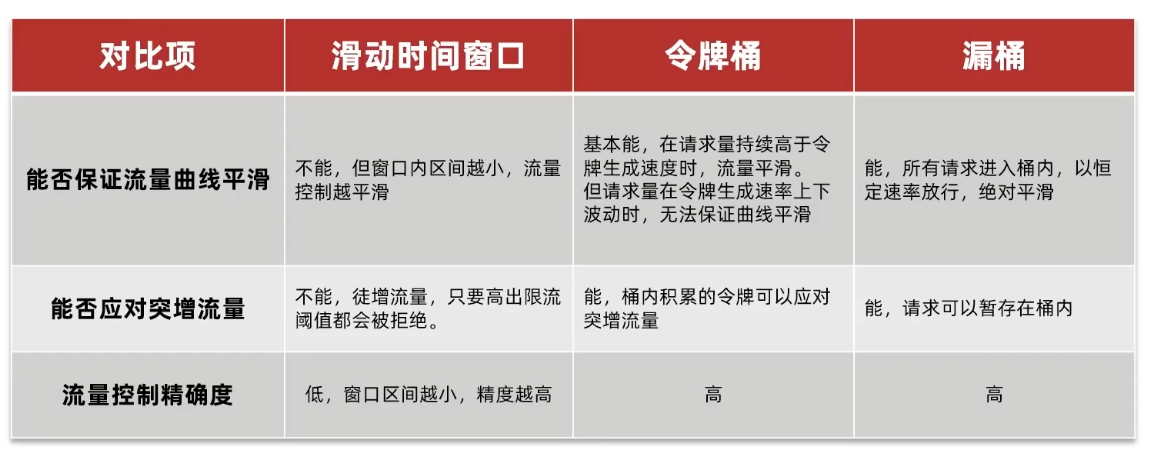 对比项
滑动时间窗口
令牌桶
漏桶
能否保证流量曲线平滑
不能，但窗口内区间越小，流量
控制越平滑
基本能，在请求量持续高于令
牌生成速度时，流量平滑。
但请求量在令牌生成速率上下
波动时，无法保证曲线平滑
能，所有请求进入桶内，以恒
定速率放行，绝对平滑
能否应对突增流量
不能，徒增流量，只要高出限流
阈值都会被拒绝。
能，桶内积累的令牌可以应对
突增流量
能，请求可以暂存在桶内
流量控制精确度
低，窗口区间越小，精度越高
高
高